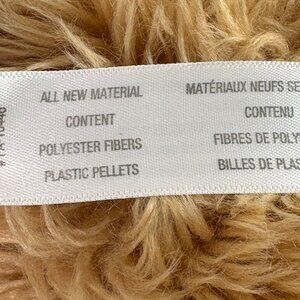 ALL NEW MATERIAL
CONTENT
POLYESTER FIBERS
PLASTIC PELLETS
MATÉRIAUX NEUFS
CONTENU
FIBRES DE
BILLES DE